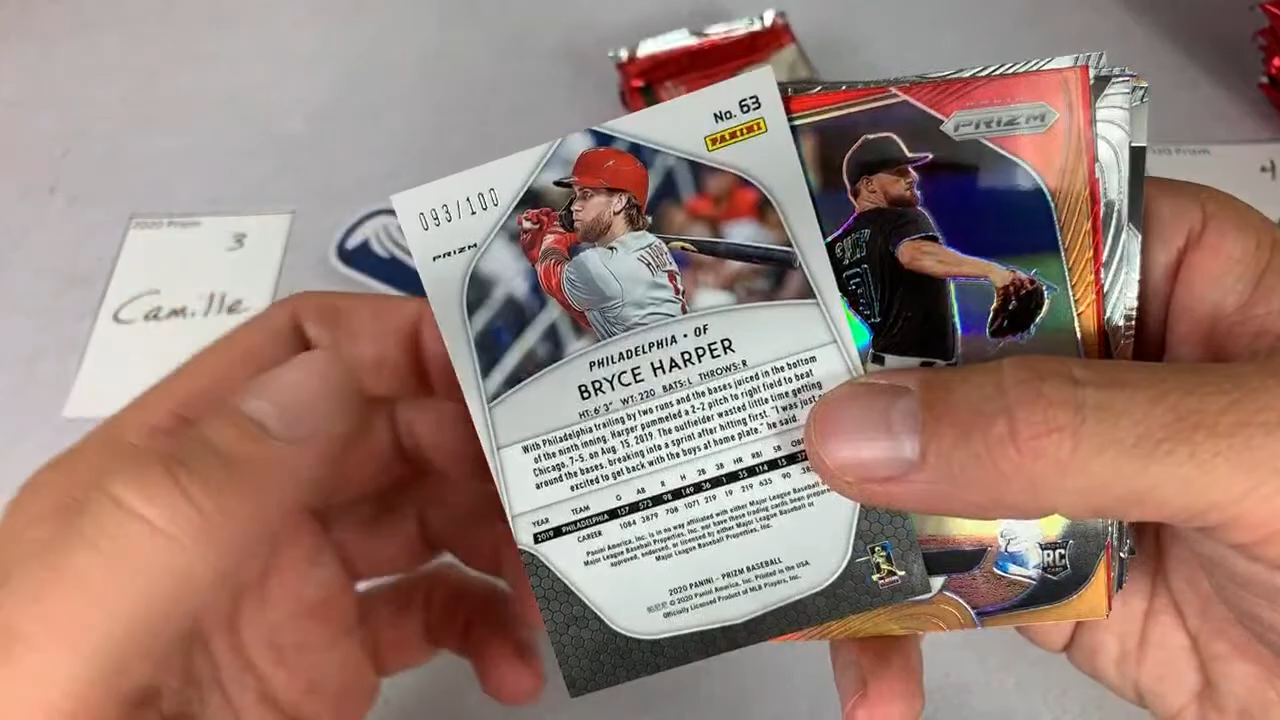 2020 Prizm
3
Camille
093/100
PRIZM
No. 63
PANINI
PHILADELPHIA • OF
BRYCE HARPER
HT: 6' 3" WT: 220 BATS: L THROWS: R
With Philadelphia trailing by two runs and the bases juiced in the bottom
of the ninth inning, Harper pummeled a 2-2 pitch to right field to beat
Chicago, 7-5, on Aug. 15, 2019. The outfielder wasted little time getting
around the bases, breaking into a sprint after hitting first. "I was just
excited to get back with the boys at home plate," he said.
YEAR TEAM G AB R H 2B 3B HR RBI SB
2019 PHILADELPHIA 157 573 98 149 36 1 35 114 15
CAREER 1084 3879 708 1071 219 19 219 635 90
Panini America, Inc. is in no way affiliated with either Major League Baseball or
Major League Baseball Properties, Inc. nor have these trading cards been prepared,
approved, endorsed, or licensed by either Major League Baseball or
Major League Baseball Properties, Inc.
2020 PANINI – PRIZM BASEBALL
© 2020 Panini America, Inc. Printed in the USA.
Officially Licensed Product of MLB Players, Inc.
PANINI
PRIZM
RC
2020 Prizm
4